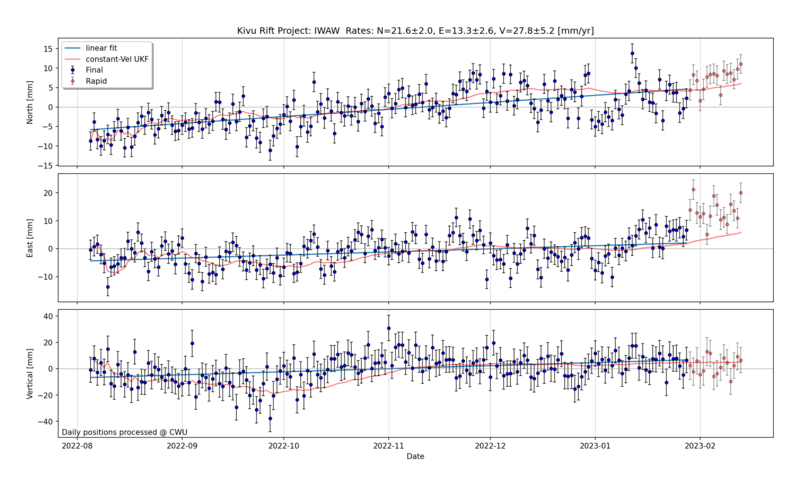 Kivu Rift Project: IWAW  Rates: N=21.6±2.0, E=13.3±2.6, V=27.8±5.2 [mm/yr]
linear fit
constant-Vel UKF
Final
Rapid
North [mm]
15
10
5
0
−5
−10
−15
East [mm]
20
10
0
−10
Vertical [mm]
40
20
0
−20
−40
Daily positions processed @ CWU
2022-08
2022-09
2022-10
2022-11
2022-12
2023-01
2023-02
Date